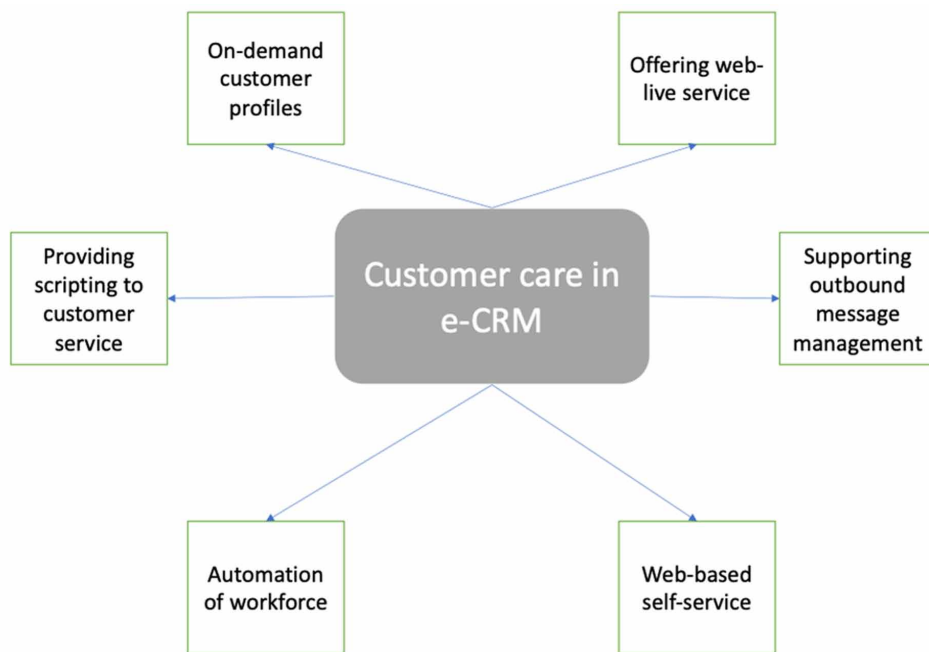 On-demand
customer
profiles
Offering web-
live service
Providing
scripting to
customer
service
Customer care in
e-CRM
Supporting
outbound
message
management
Automation
of workforce
Web-based
self-service